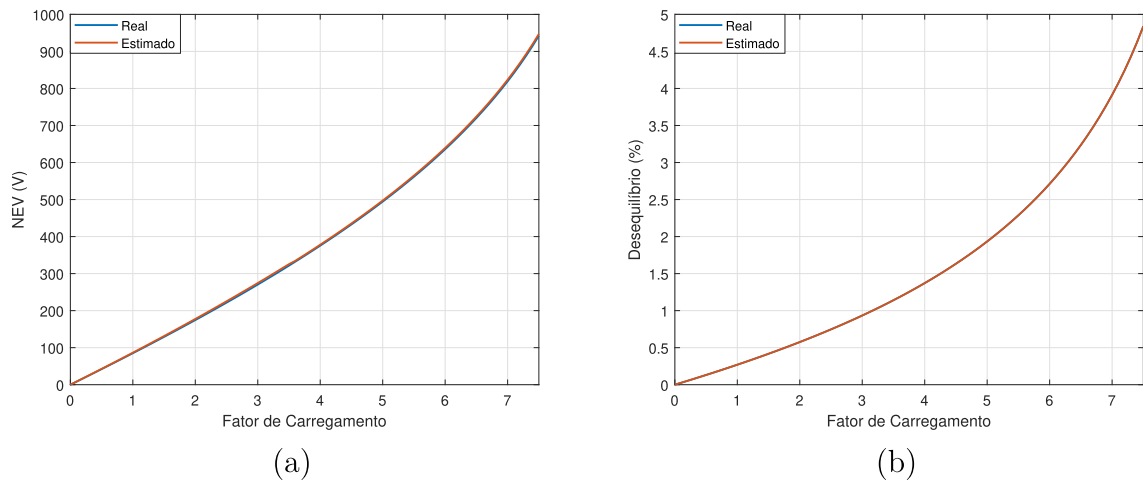 Real
Estimado
NEV (V)
1000
900
800
700
600
500
400
300
200
100
0
0 1 2 3 4 5 6 7
Fator de Carregamento
(a)
Real
Estimado
Desequilíbrio (%)
5
4.5
4
3.5
3
2.5
2
1.5
1
0.5
0
0 1 2 3 4 5 6 7
Fator de Carregamento
(b)